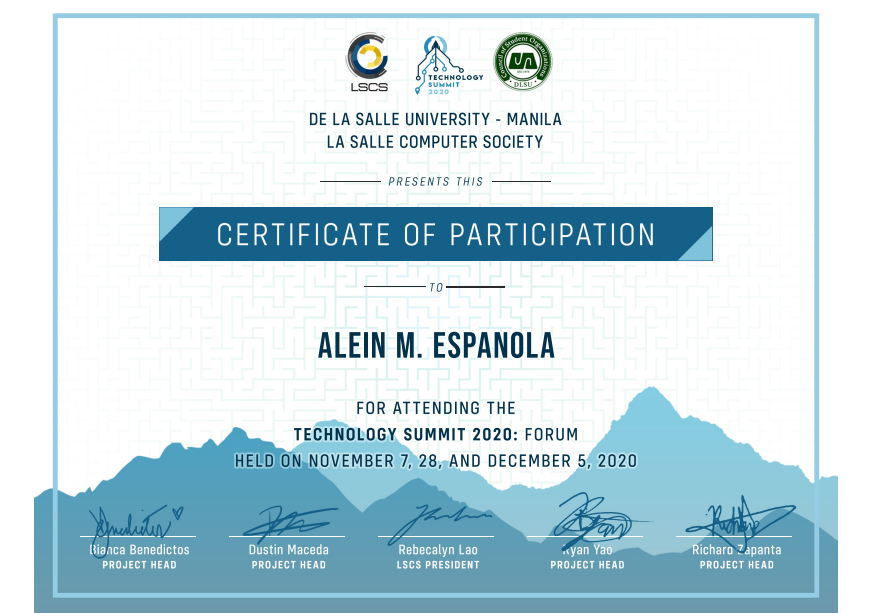 LSCS
TECHNOLOGY
SUMMIT
2020
Council of Student Organizations
DLSU
DE LA SALLE UNIVERSITY - MANILA
LA SALLE COMPUTER SOCIETY
PRESENTS THIS
CERTIFICATE OF PARTICIPATION
TO
ALEIN M. ESPANOLA
FOR ATTENDING THE
TECHNOLOGY SUMMIT 2020: FORUM
HELD ON NOVEMBER 7, 28, AND DECEMBER 5, 2020
Bianca Benedictos
PROJECT HEAD
Dustin Maceda
PROJECT HEAD
Rebecalyn Lao
LSCS PRESIDENT
Ryan Yao
PROJECT HEAD
Richard Zapanta
PROJECT HEAD